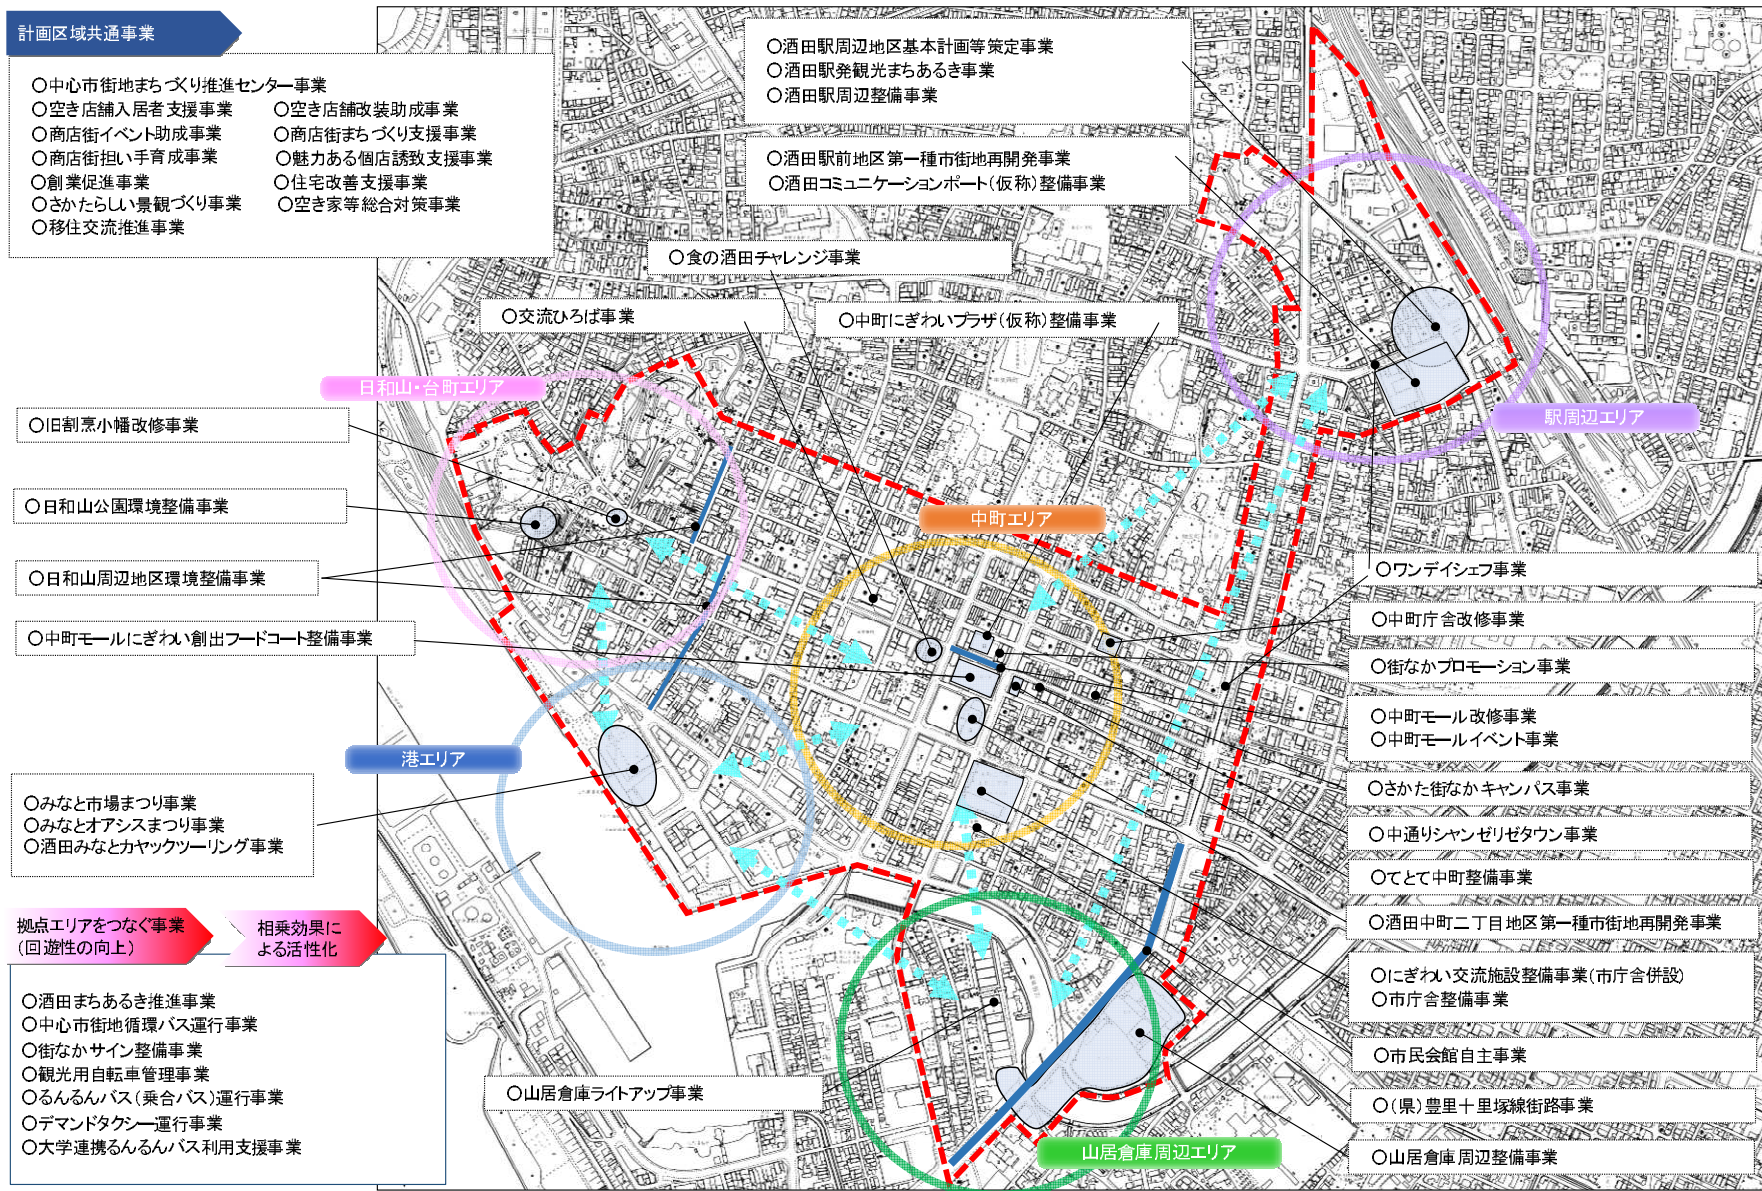 計画区域共通事業
○中心市街地まちづくり推進センター事業
○空き店舗入居者支援事業 ○空き店舗改装助成事業
○商店街イベント助成事業 ○商店街まちづくり支援事業
○商店街担い手育成事業 ○魅力ある個店誘致支援事業
○創業促進事業 ○住宅改善支援事業
○さかたらしい景観づくり事業 ○空き家等総合対策事業
○移住交流推進事業
○酒田駅周辺地区基本計画等策定事業
○酒田駅発観光まちあるき事業
○酒田駅周辺整備事業
○酒田駅前地区第一種市街地再開発事業
○酒田コミュニケーションポート(仮称)整備事業
○食の酒田チャレンジ事業
○交流ひろば事業
○中町にぎわいプラザ(仮称)整備事業
日和山・台町エリア
駅周辺エリア
○旧割烹小幡改修事業
○日和山公園環境整備事業
中町エリア
○日和山周辺地区環境整備事業
○中町モールにぎわい創出フードコート整備事業
○ワンデイシェフ事業
○中町庁舎改修事業
○街なかプロモーション事業
○中町モール改修事業
○中町モールイベント事業
港エリア
○さかた街なかキャンパス事業
○みなと市場まつり事業
○みなとオアシスまつり事業
○酒田みなとカヤックツーリング事業
○中通りシャンゼリゼタウン事業
○てとて中町整備事業
○酒田中町二丁目地区第一種市街地再開発事業
拠点エリアをつなぐ事業
(回遊性の向上)
相乗効果に
よる活性化
○にぎわい交流施設整備事業(市庁舎併設)
○市庁舎整備事業
○酒田まちあるき推進事業
○中心市街地循環バス運行事業
○街なかサイン整備事業
○観光用自転車管理事業
○るんるんバス(乗合バス)運行事業
○デマンドタクシー運行事業
○大学連携るんるんバス利用支援事業
○市民会館自主事業
○山居倉庫ライトアップ事業
○(県)豊里十里塚線街路事業
山居倉庫周辺エリア
○山居倉庫周辺整備事業